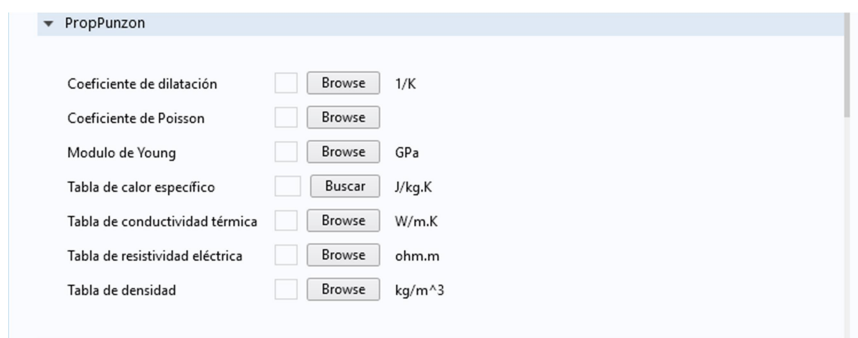 PropPunzon
Coeficiente de dilatación Browse 1/K
Coeficiente de Poisson Browse
Modulo de Young Browse GPa
Tabla de calor específico Buscar J/kg.K
Tabla de conductividad térmica Browse W/m.K
Tabla de resistividad eléctrica Browse ohm.m
Tabla de densidad Browse kg/m^3